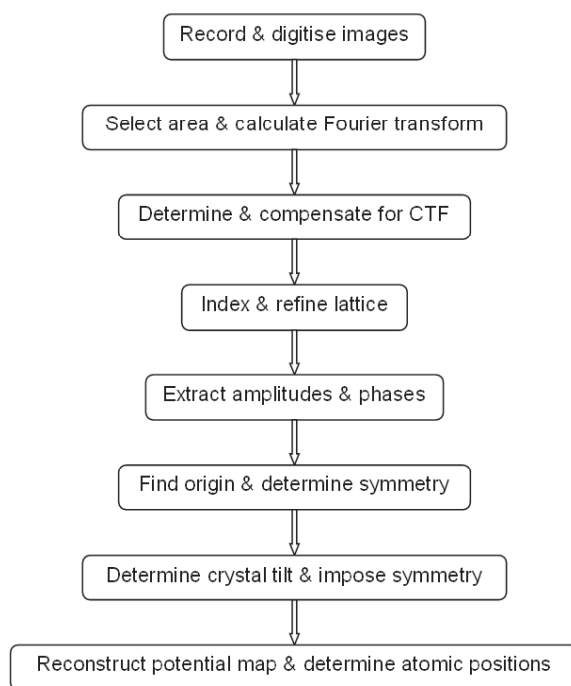 Record & digitise images
Select area & calculate Fourier transform
Determine & compensate for CTF
Index & refine lattice
Extract amplitudes & phases
Find origin & determine symmetry
Determine crystal tilt & impose symmetry
Reconstruct potential map & determine atomic positions